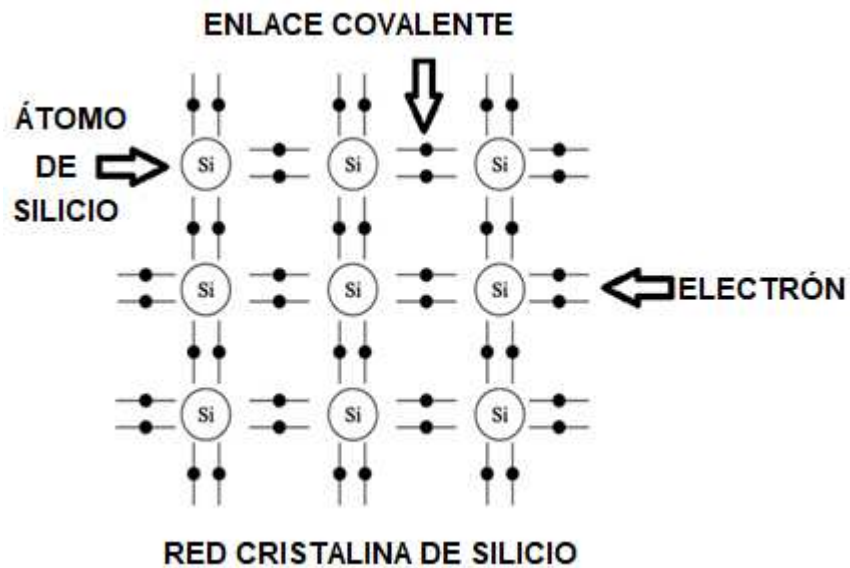 ENLACE COVALENTE
ÁTOMO
DE
SILICIO
Si Si Si
Si Si Si
ELECTRÓN
Si Si Si
RED CRISTALINA DE SILICIO